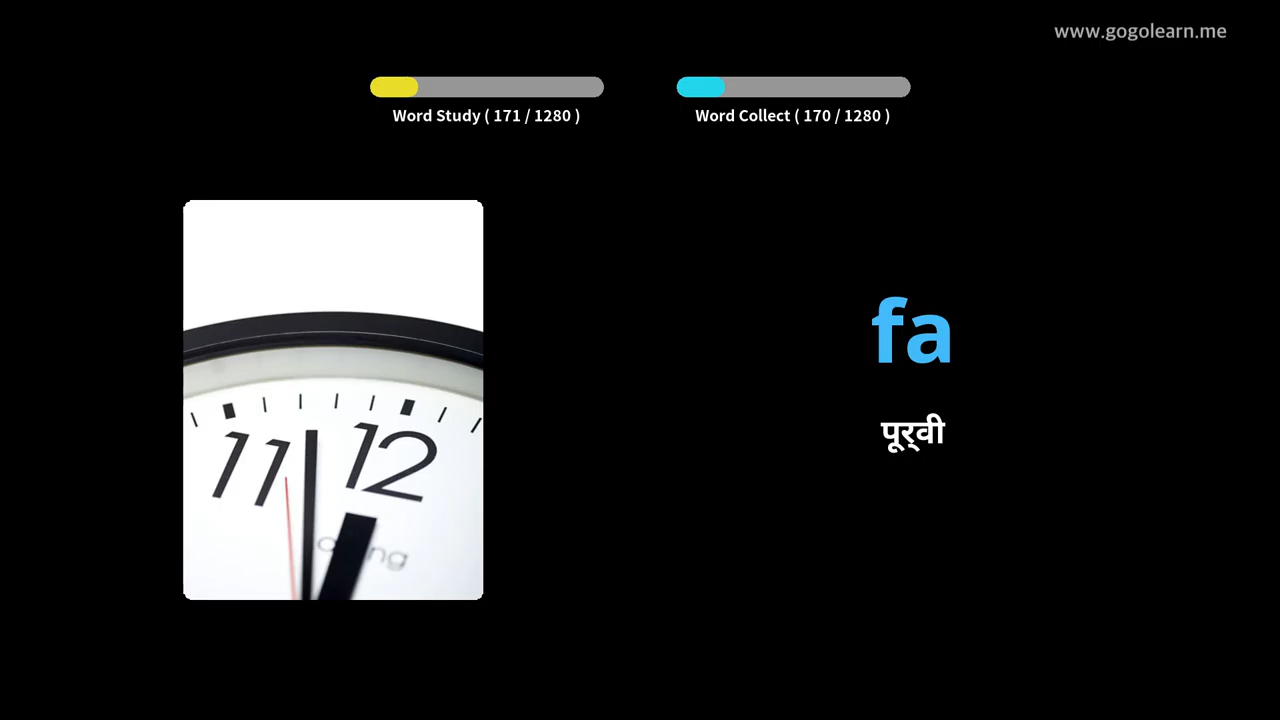 www.gogolearn.me
Word Study ( 171 / 1280 )
Word Collect ( 170 / 1280 )
fa
पूर्वी
11 12